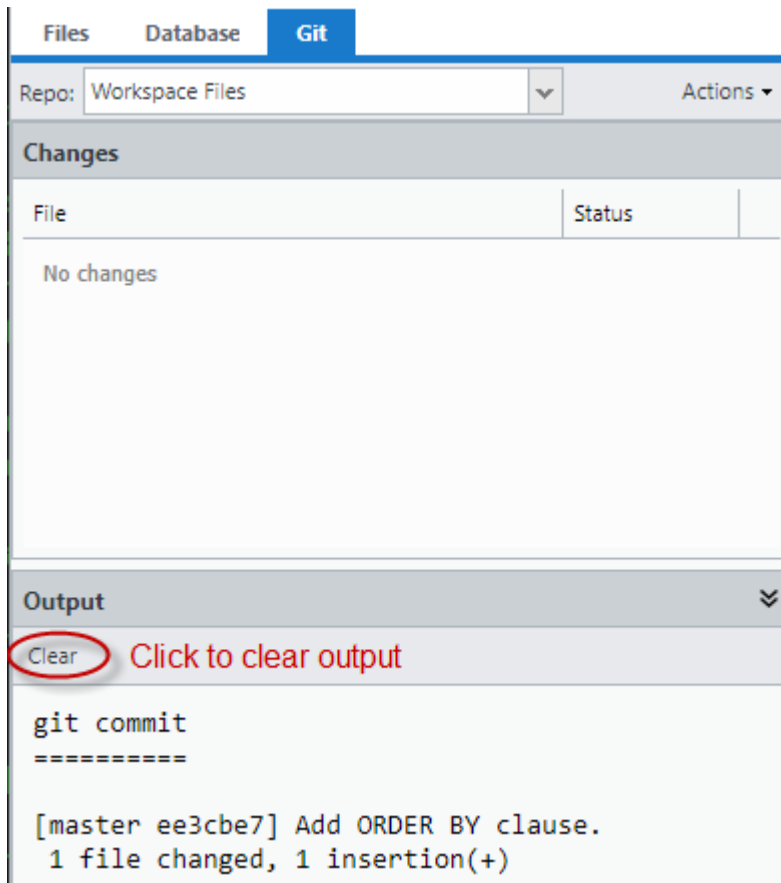 Files Database Git
Repo: Workspace Files Actions
Changes
File Status
No changes
Output
Clear Click to clear output
git commit
==========
[master ee3cbe7] Add ORDER BY clause.
1 file changed, 1 insertion(+)